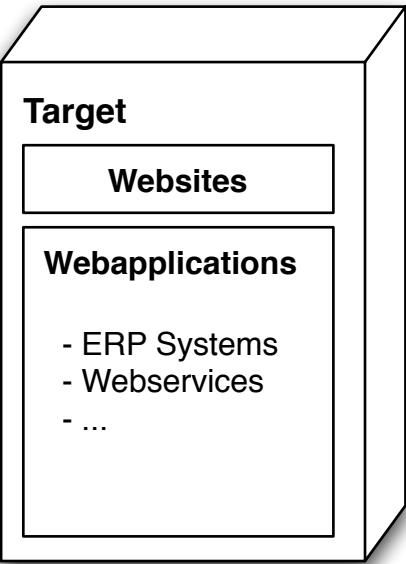 Target
Websites
Webapplications
- ERP Systems
- Webservices
- ...